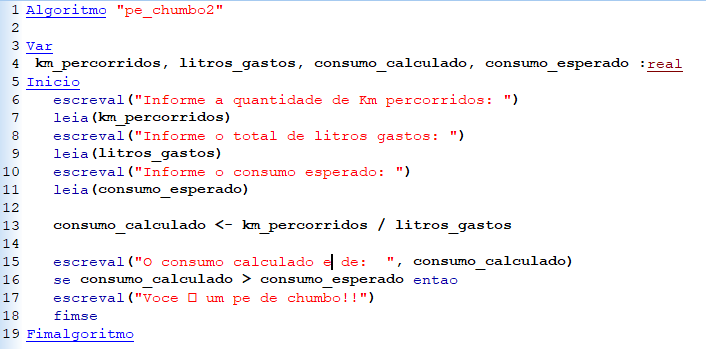 1 Algoritmo "pe_chumbo2"
2
3 Var
4 km_percorridos, litros_gastos, consumo_calculado, consumo_esperado :real
5 Inicio
6 escreval("Informe a quantidade de Km percorridos: ")
7 leia(km_percorridos)
8 escreval("Informe o total de litros gastos: ")
9 leia(litros_gastos)
10 escreval("Informe o consumo esperado: ")
11 leia(consumo_esperado)
12
13 consumo_calculado <- km_percorridos / litros_gastos
14
15 escreval("O consumo calculado e de:  ", consumo_calculado)
16 se consumo_calculado > consumo_esperado entao
17 escreval("Voce � um pe de chumbo!!")
18 fimse
19 Fimalgoritmo